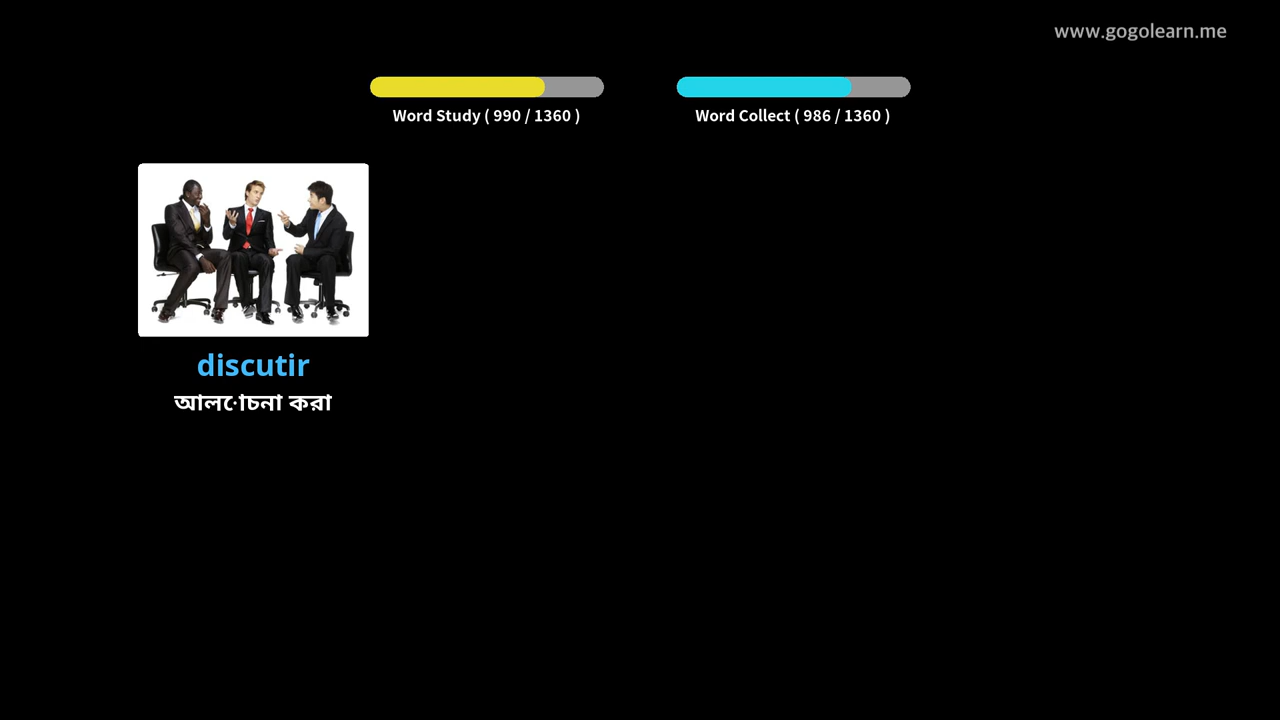 www.gogolearn.me
Word Study ( 990 / 1360 )
Word Collect ( 986 / 1360 )
discutir
আলোচনা করা